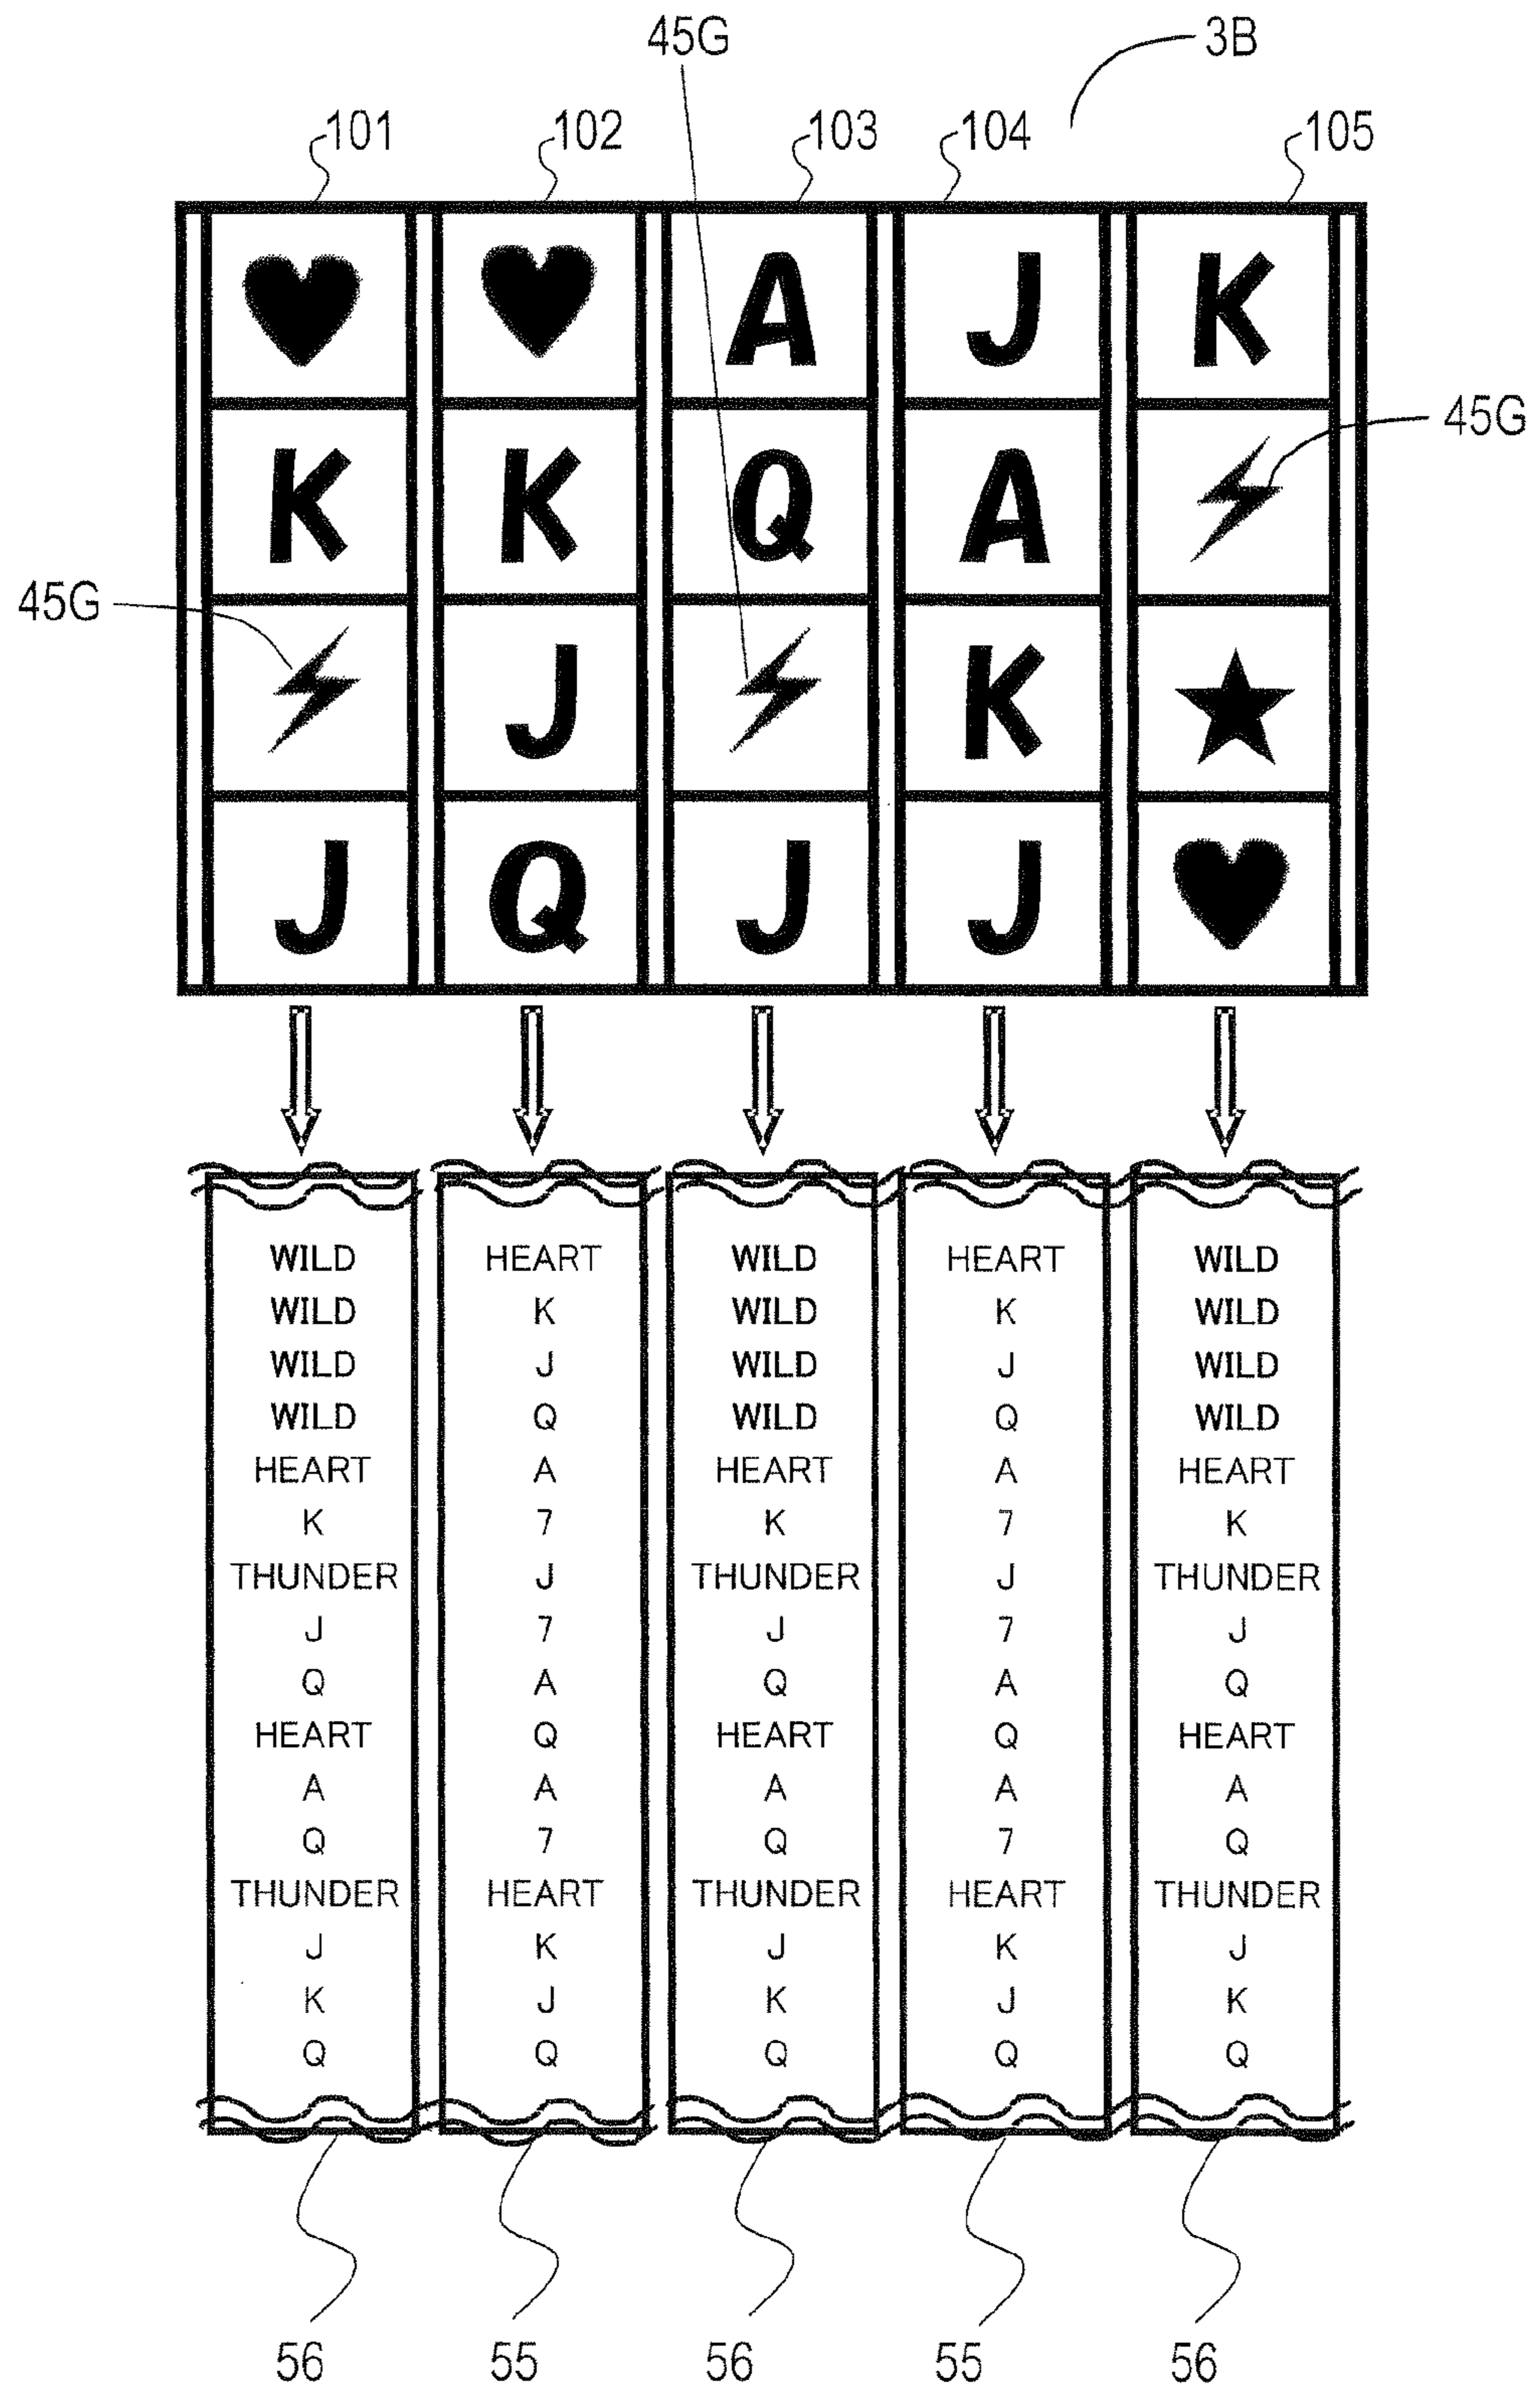 45G 3B
101 102 103 104 105
A J K
K K Q A 45G
45G J K
J Q J J
WILD HEART WILD HEART WILD
WILD K WILD K WILD
WILD J WILD J WILD
WILD Q WILD Q WILD
HEART A HEART A HEART
K 7 K 7 K
THUNDER J THUNDER J THUNDER
J 7 J 7 J
Q A Q A Q
HEART Q HEART Q HEART
A A A A A
Q 7 Q 7 Q
THUNDER HEART THUNDER HEART THUNDER
J K J K J
K J K J K
Q Q Q Q Q
56 55 56 55 56